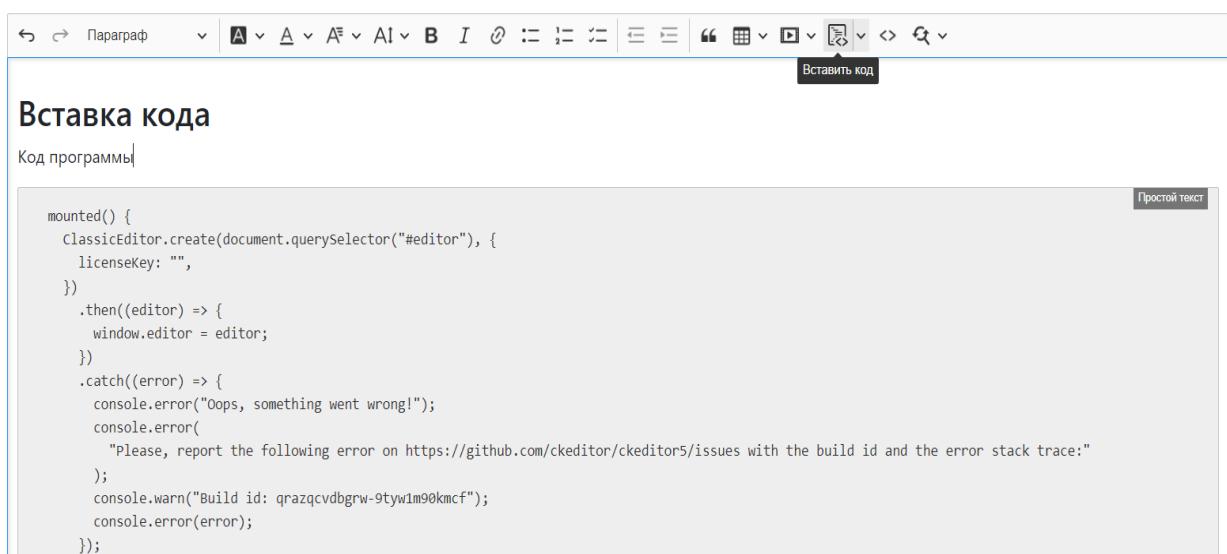 Параграф
Вставить код
Вставка кода
Код программы
Простой текст
mounted() {
ClassicEditor.create(document.querySelector("#editor"), {
licenseKey: "",
})
.then((editor) => {
window.editor = editor;
})
.catch((error) => {
console.error("Oops, something went wrong!");
console.error(
"Please, report the following error on https://github.com/ckeditor/ckeditor5/issues with the build id and the error stack trace:"
);
console.warn("Build id: qrazqcvdbgrw-9tyw1m90kmcf");
console.error(error);
});